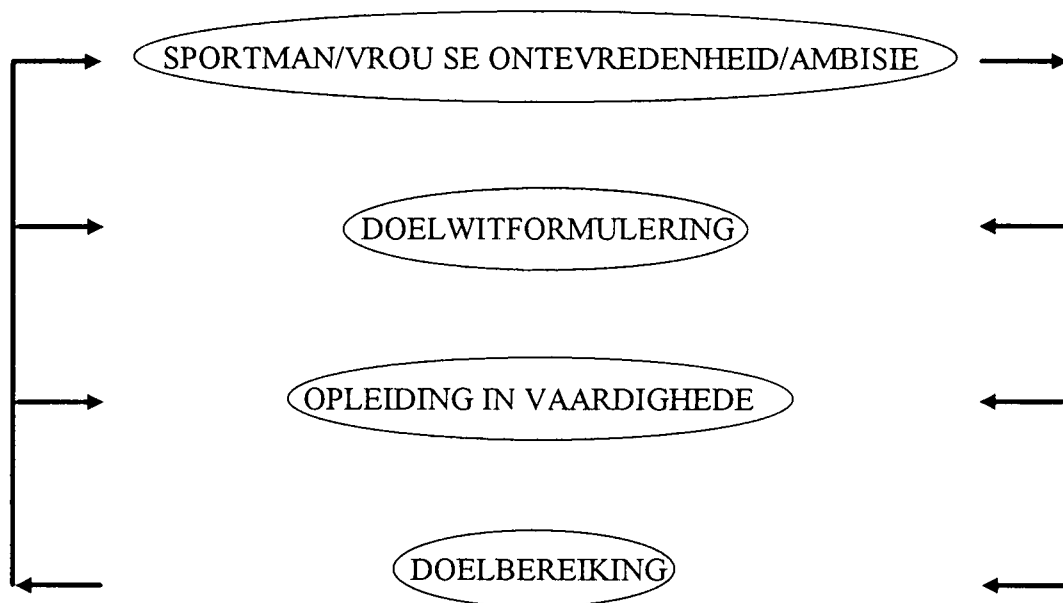 SPORTMAN/VROU SE ONTEVREDENHEID/AMBISIE
DOELWITFORMULERING
OPLEIDING IN VAARDIGHEDE
DOELBEREIKING